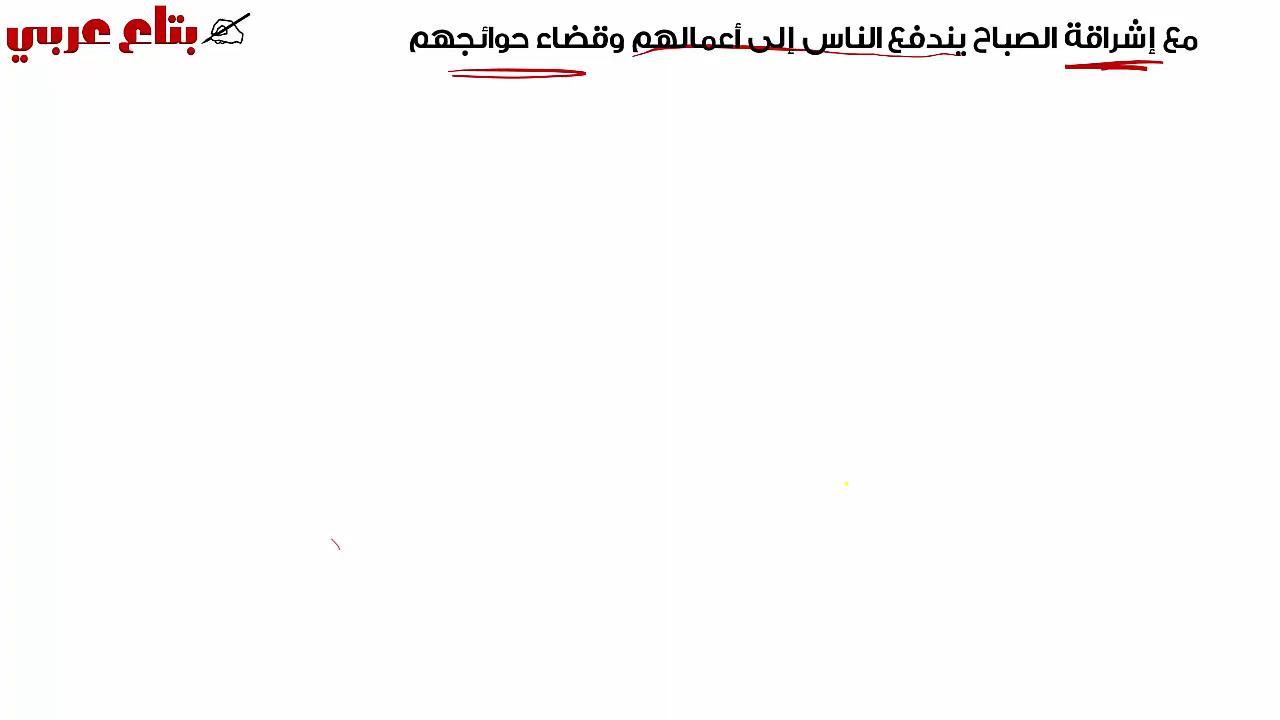 مع إشراقة الصباح يندفع الناس إلى أعمالهم وقضاء حوائجهم
بتاع عربي